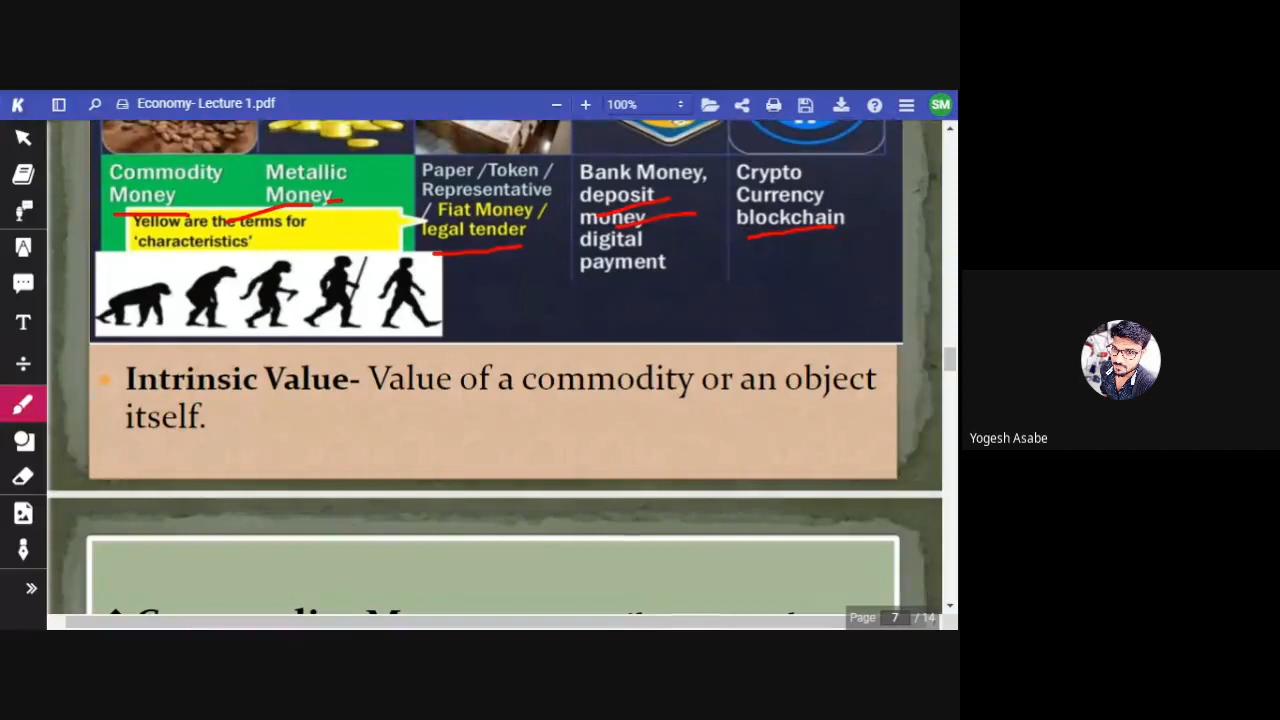 Economy- Lecture 1.pdf
100%
SM
Commodity
Money
Metallic
Money
Yellow are the terms for
‘characteristics’
Paper /Token /
Representative
/ Fiat Money /
legal tender
Bank Money,
deposit
money
digital
payment
Crypto
Currency
blockchain
Intrinsic Value- Value of a commodity or an object
itself.
Page 7 / 14
Yogesh Asabe